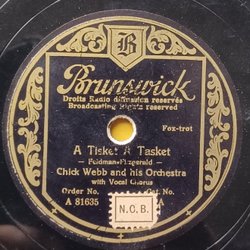 B
Brunswick
Droits Radio diffusion reservés
Broadcasting Rights reserved
Fox-trot
A Tisket A Tasket
— Feldman-Fitzgerald —
Chick Webb and his Orchestra
with Vocal Chorus
Order No.
A 81635
N.O.B.